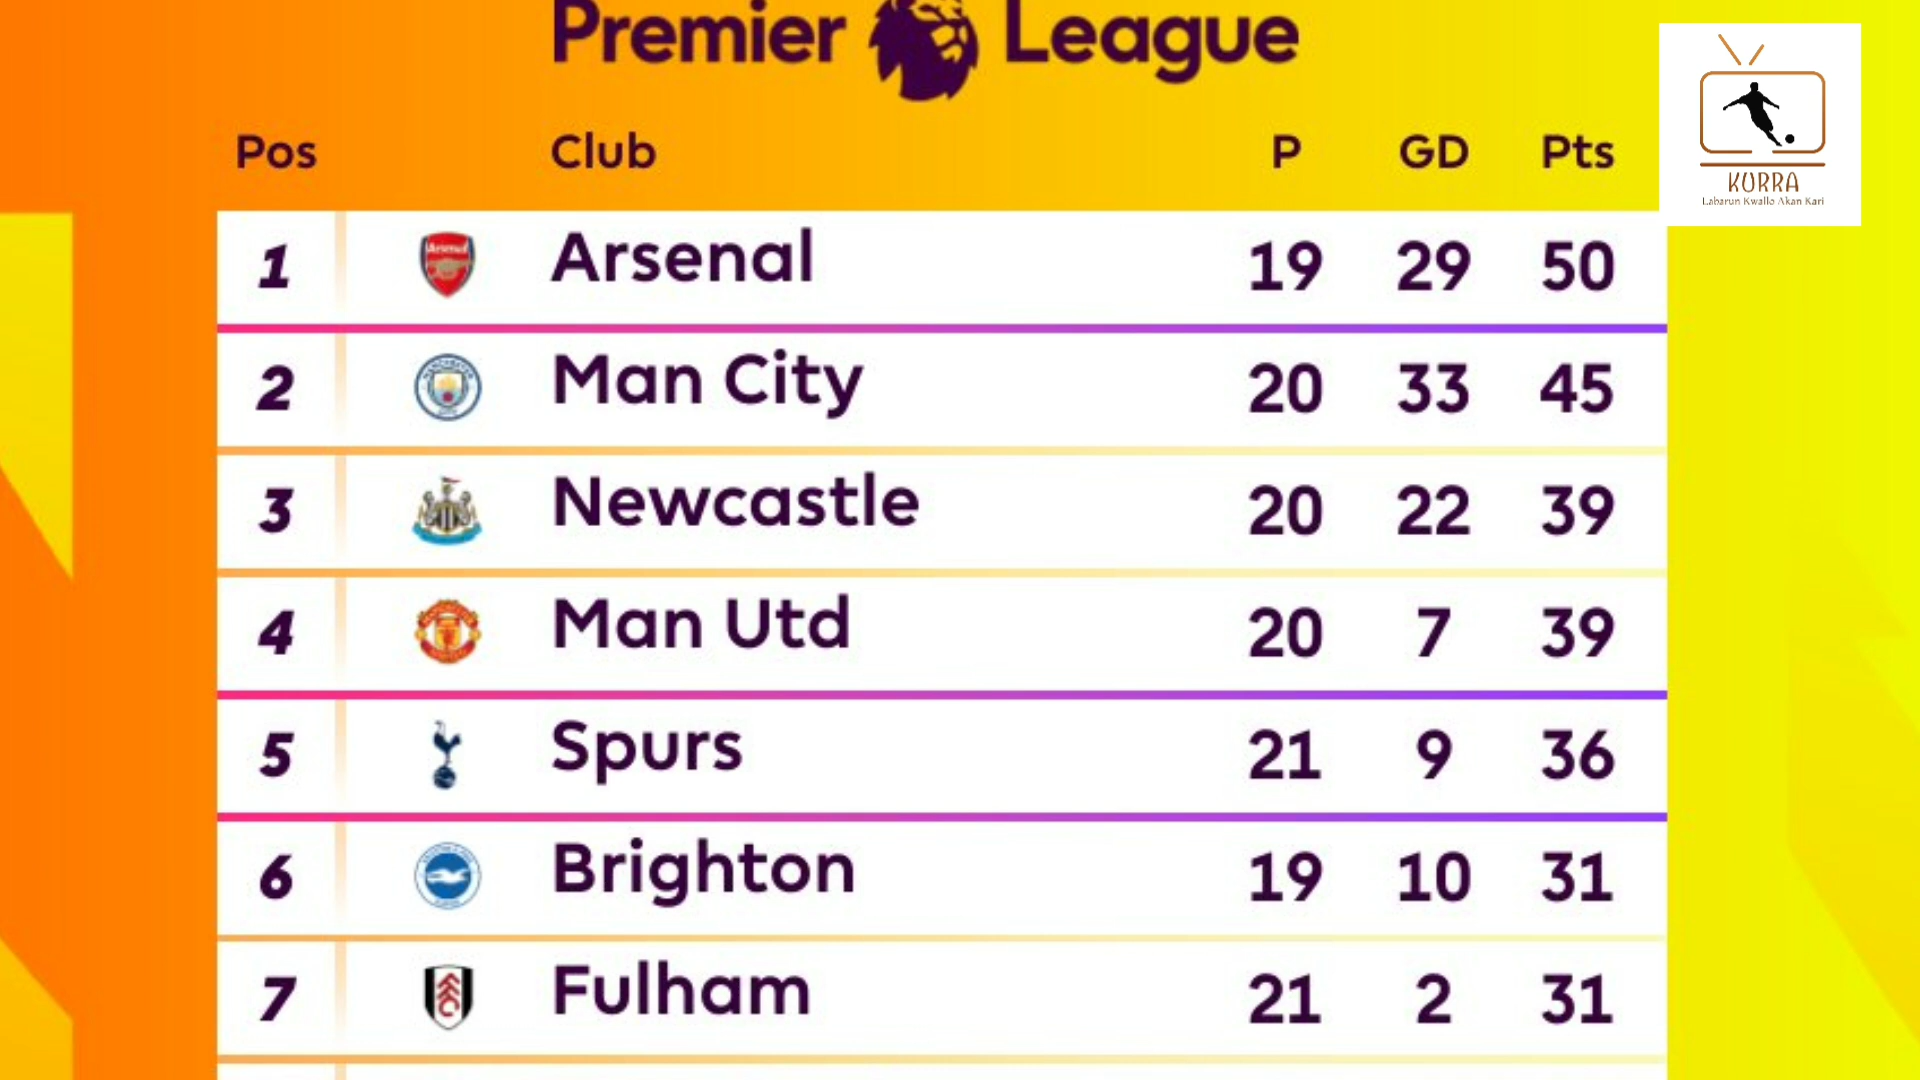 Premier League
KURRA
Labarun Kwallo Akan Kari
Pos Club P GD Pts
1 Arsenal 19 29 50
2 Man City 20 33 45
3 Newcastle 20 22 39
4 Man Utd 20 7 39
5 Spurs 21 9 36
6 Brighton 19 10 31
7 Fulham 21 2 31